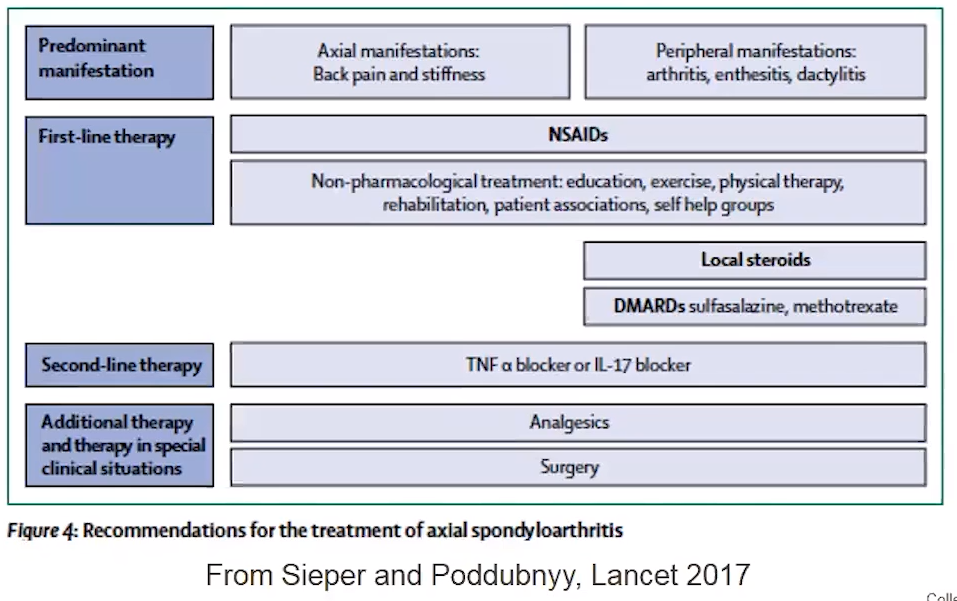 Predominant
manifestation
Axial manifestations:
Back pain and stiffness
Peripheral manifestations:
arthritis, enthesitis, dactylitis
First-line therapy
NSAIDs
Non-pharmacological treatment: education, exercise, physical therapy,
rehabilitation, patient associations, self help groups
Local steroids
DMARDs sulfasalazine, methotrexate
Second-line therapy
TNF α blocker or IL-17 blocker
Additional therapy
and therapy in special
clinical situations
Analgesics
Surgery
Figure 4: Recommendations for the treatment of axial spondyloarthritis
From Sieper and Poddubnyy, Lancet 2017